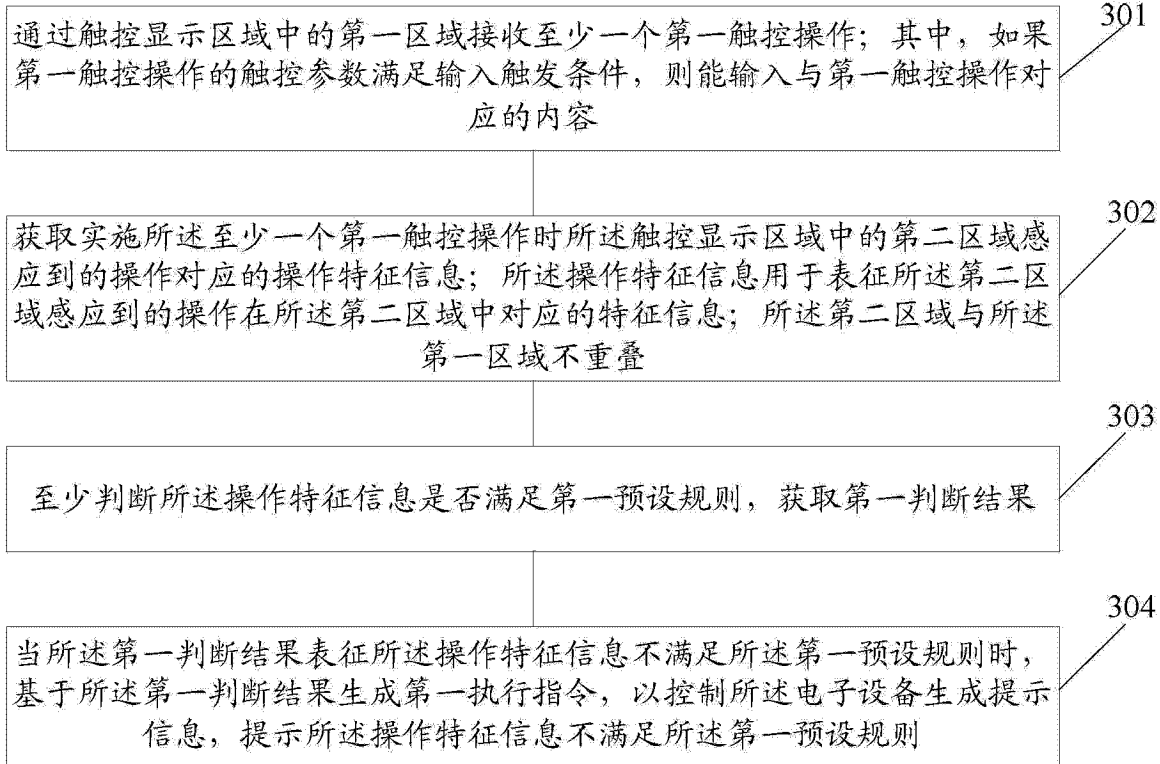 301
通过触控显示区域中的第一区域接收至少一个第一触控操作；其中，如果
第一触控操作的触控参数满足输入触发条件，则能输入与第一触控操作对
应的内容
302
获取实施所述至少一个第一触控操作时所述触控显示区域中的第二区域感
应到的操作对应的操作特征信息；所述操作特征信息用于表征所述第二区
域感应到的操作在所述第二区域中对应的特征信息；所述第二区域与所述
第一区域不重叠
303
至少判断所述操作特征信息是否满足第一预设规则，获取第一判断结果
304
当所述第一判断结果表征所述操作特征信息不满足所述第一预设规则时，
基于所述第一判断结果生成第一执行指令，以控制所述电子设备生成提示
信息，提示所述操作特征信息不满足所述第一预设规则